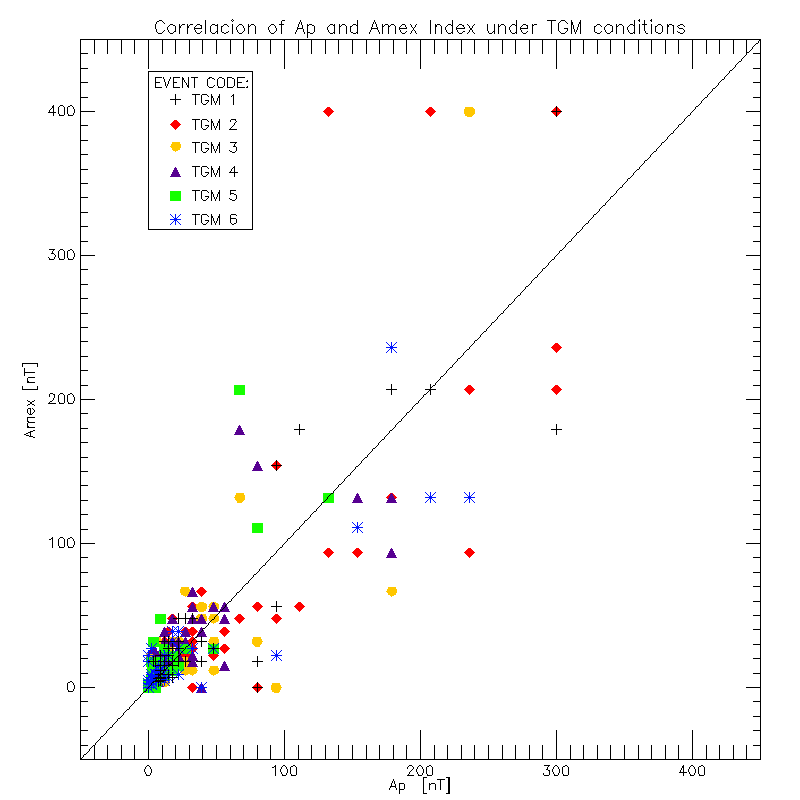 Correlacion of Ap and Amex Index under TGM conditions
EVENT CODE:
TGM 1
TGM 2
TGM 3
TGM 4
TGM 5
TGM 6
400
300
200
100
0
Amex [nT]
0 100 200 300 400
Ap [nT]